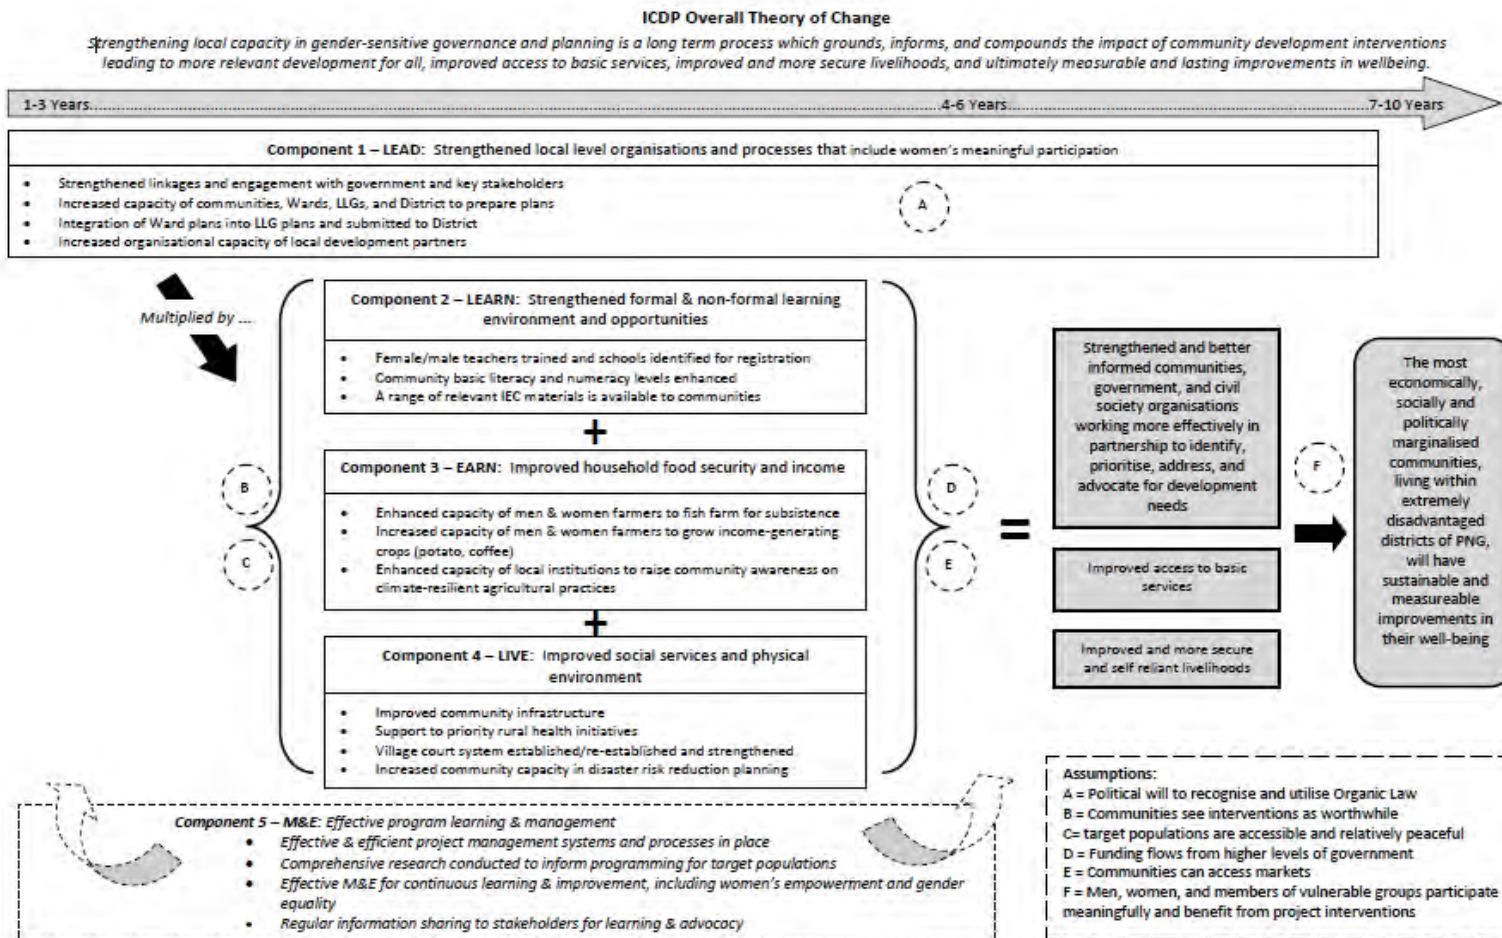 ICDP Overall Theory of Change
Strengthening local capacity in gender-sensitive governance and planning is a long term process which grounds, informs, and compounds the impact of community development interventions
leading to more relevant development for all, improved access to basic services, improved and more secure livelihoods, and ultimately measurable and lasting improvements in wellbeing.
1-3 Years..........4-6 Years..........7-10 Years
Component 1 – LEAD: Strengthened local level organisations and processes that include women's meaningful participation
• Strengthened linkages and engagement with government and key stakeholders
• Increased capacity of communities, Wards, LLGs, and District to prepare plans
• Integration of Ward plans into LLG plans and submitted to District
• Increased organisational capacity of local development partners
A
Multiplied by ...
B
C
Component 2 – LEARN: Strengthened formal & non-formal learning
environment and opportunities
• Female/male teachers trained and schools identified for registration
• Community basic literacy and numeracy levels enhanced
• A range of relevant IEC materials is available to communities
+
Component 3 – EARN: Improved household food security and income
• Enhanced capacity of men & women farmers to fish farm for subsistence
• Increased capacity of men & women farmers to grow income-generating
crops (potato, coffee)
• Enhanced capacity of local institutions to raise community awareness on
climate-resilient agricultural practices
+
Component 4 – LIVE: Improved social services and physical
environment
• Improved community infrastructure
• Support to priority rural health initiatives
• Village court system established/re-established and strengthened
• Increased community capacity in disaster risk reduction planning
D
E
=
Strengthened and better
informed communities,
government, and civil
society organisations
working more effectively in
partnership to identify,
prioritise, address, and
advocate for development
needs
Improved access to basic
services
Improved and more secure
and self reliant livelihoods
F
The most
economically,
socially and
politically
marginalised
communities,
living within
extremely
disadvantaged
districts of PNG,
will have
sustainable and
measureable
improvements in
their well-being
Component 5 – M&E: Effective program learning & management
• Effective & efficient project management systems and processes in place
• Comprehensive research conducted to inform programming for target populations
• Effective M&E for continuous learning & improvement, including women's empowerment and gender
equality
• Regular information sharing to stakeholders for learning & advocacy
Assumptions:
A = Political will to recognise and utilise Organic Law
B = Communities see interventions as worthwhile
C= target populations are accessible and relatively peaceful
D = Funding flows from higher levels of government
E = Communities can access markets
F = Men, women, and members of vulnerable groups participate
meaningfully and benefit from project interventions